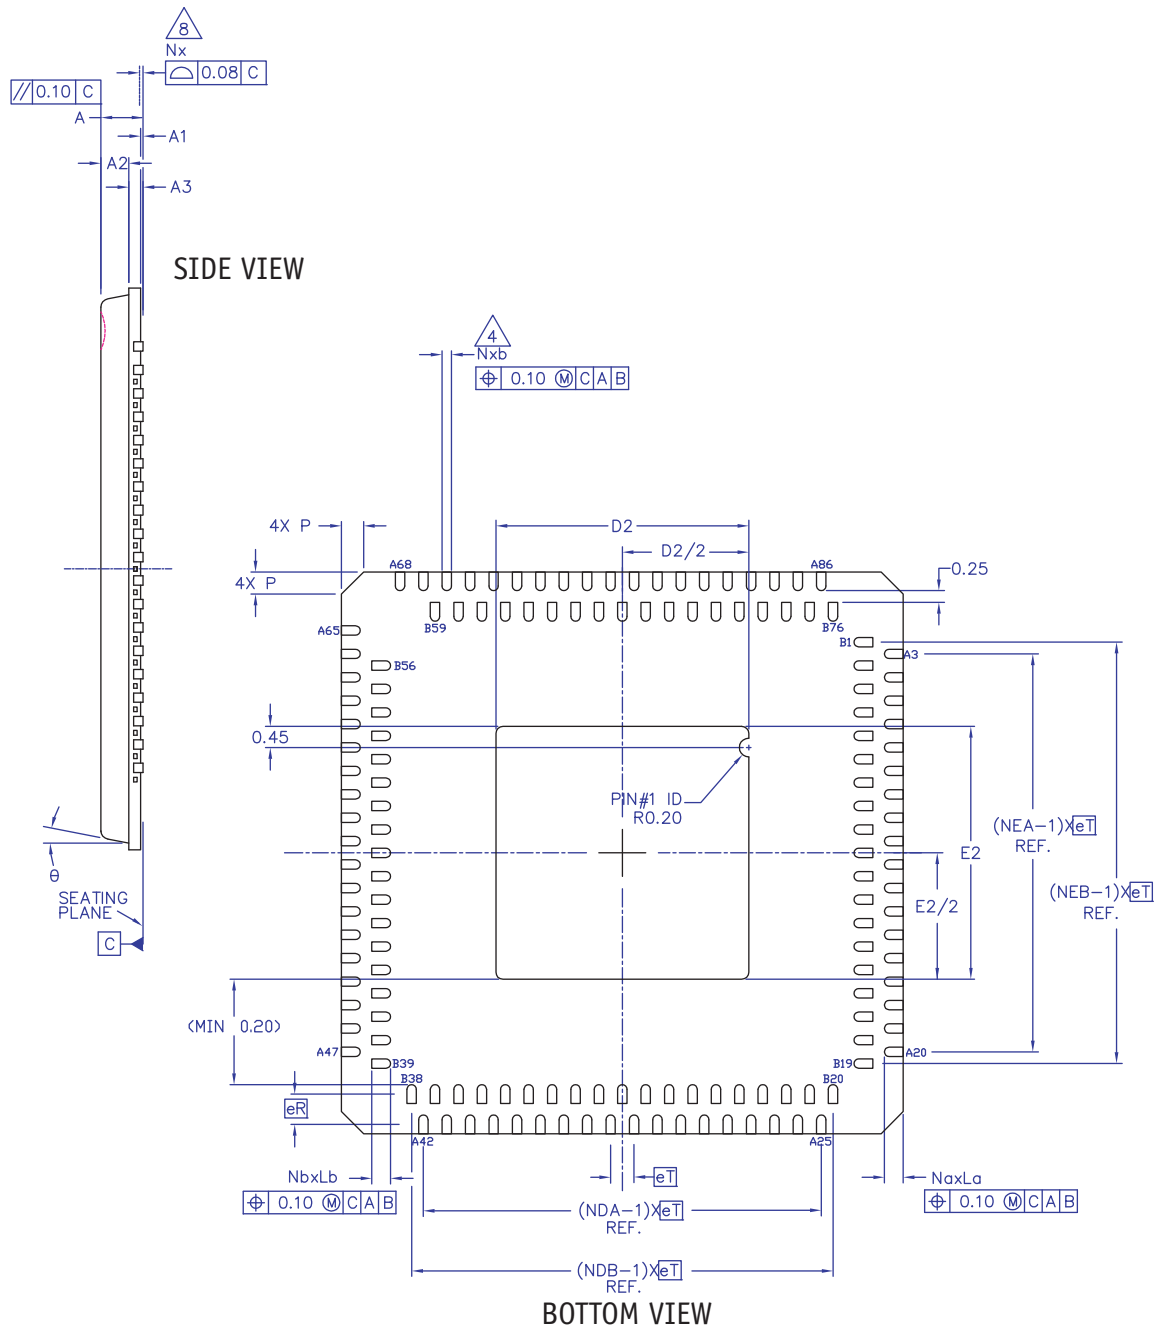 8
Nx
⌓ 0.08 C
// 0.10 C
A
A1
A2
A3
SIDE VIEW
4
Nxb
⌖ 0.10 Ⓜ C A B
4X P
D2
D2/2
4X P
A68
A86
0.25
B59
B76
A65
B1
A3
B56
0.45
PIN#1 ID
R0.20
(NEA-1)XeT
REF.
E2
(NEB-1)XeT
REF.
E2/2
θ
SEATING
PLANE
C
(MIN 0.20)
A47
B39
B19
A20
B38
B20
eR
A42
A25
NbxLb
⌖ 0.10 Ⓜ C A B
eT
NaxLa
⌖ 0.10 Ⓜ C A B
(NDA-1)XeT
REF.
(NDB-1)XeT
REF.
BOTTOM VIEW